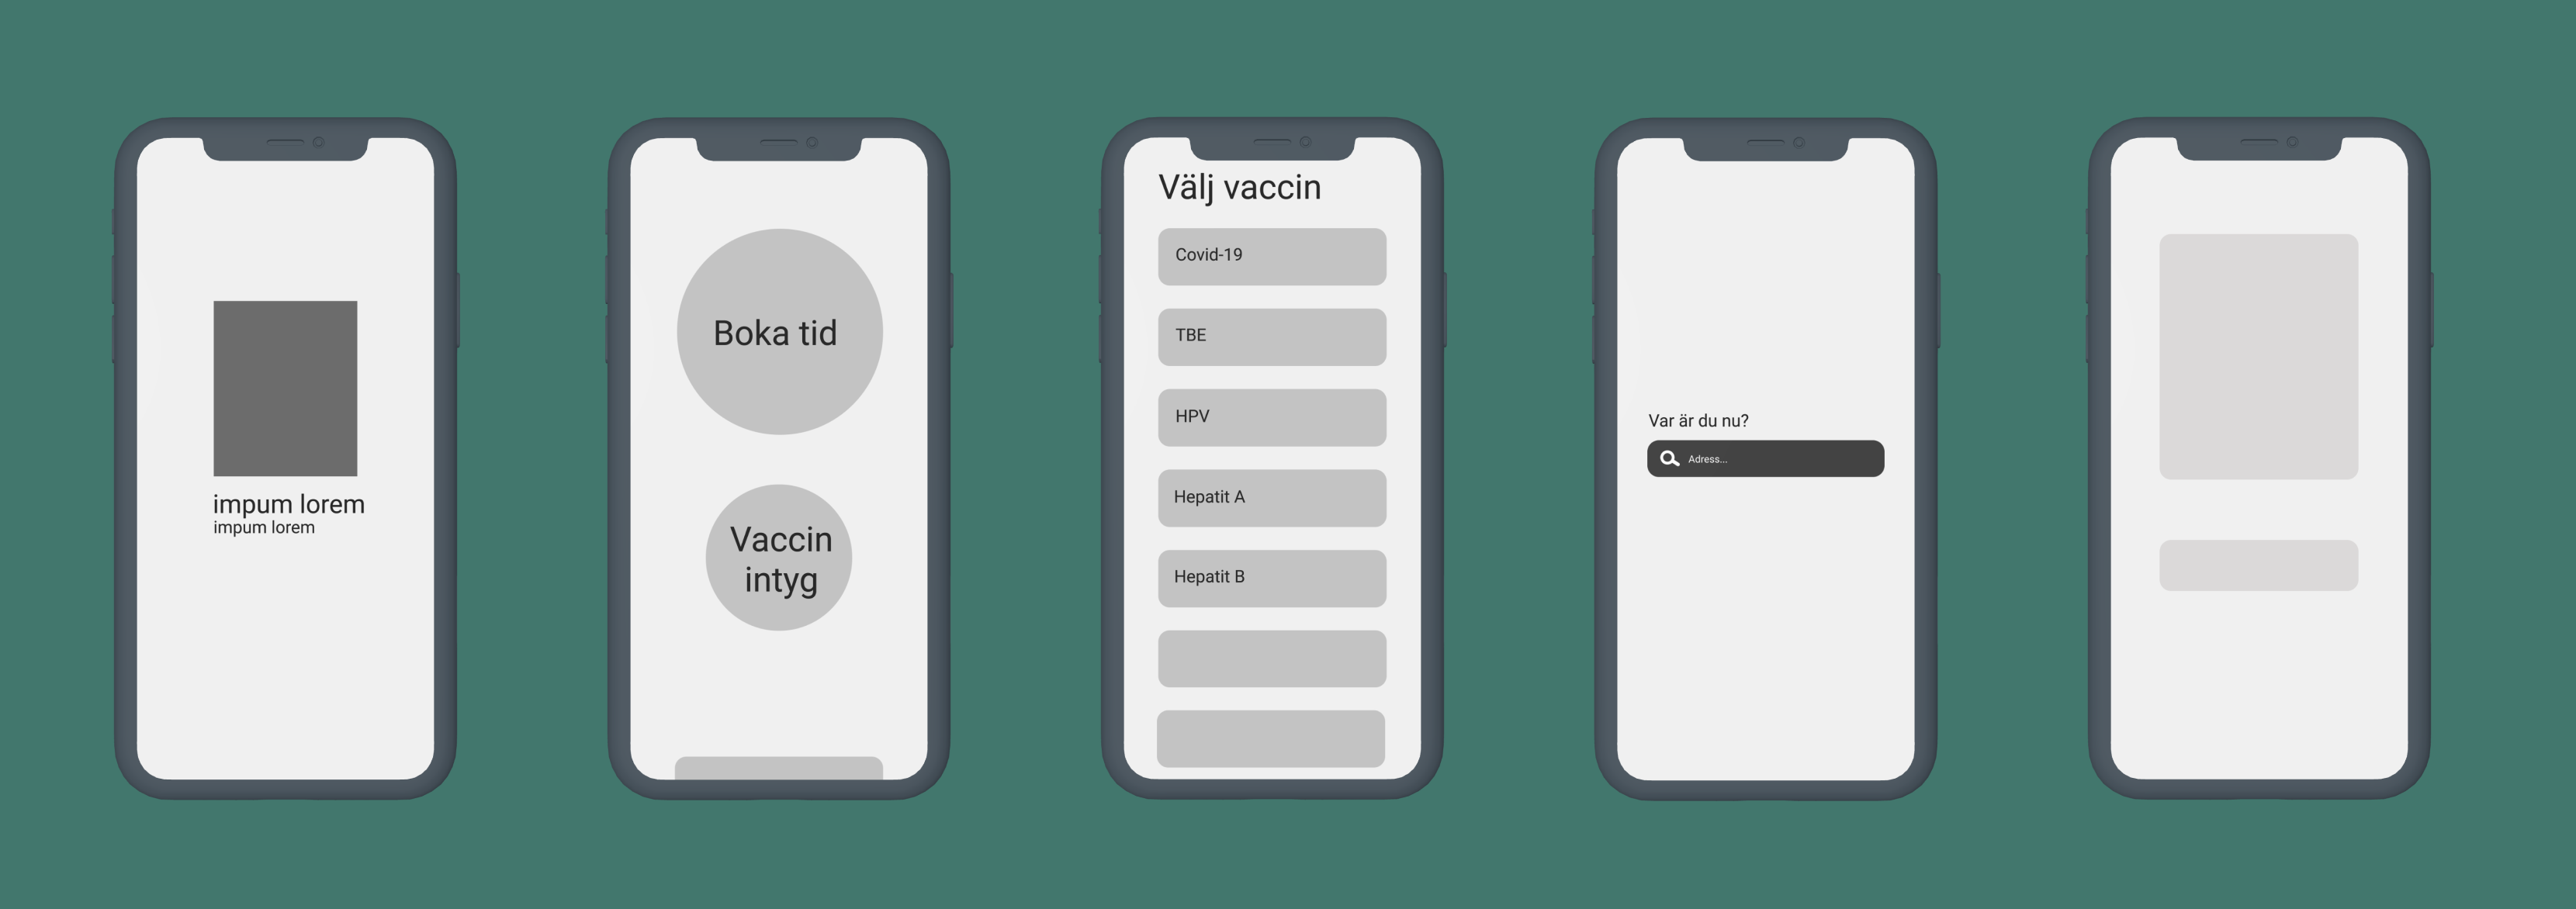 impum lorem
impum lorem
Boka tid
Vaccin
intyg
Välj vaccin
Covid-19
TBE
HPV
Hepatit A
Hepatit B
Var är du nu?
Adress...